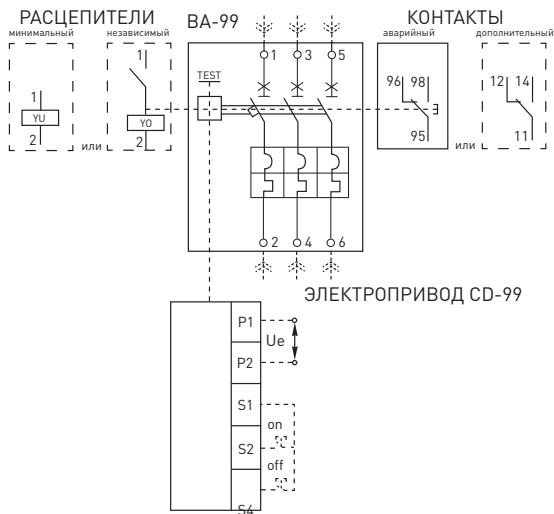 РАСЦЕПИТЕЛИ
минимальный
независимый
ВА-99
КОНТАКТЫ
аварийный
дополнительный
1
3
5
TEST
1
YU
2
или
1
YO
2
96
98
95
или
12
14
11
2
4
6
ЭЛЕКТРОПРИВОД CD-99
P1
Ue
P2
S1
on
S2
off
S4